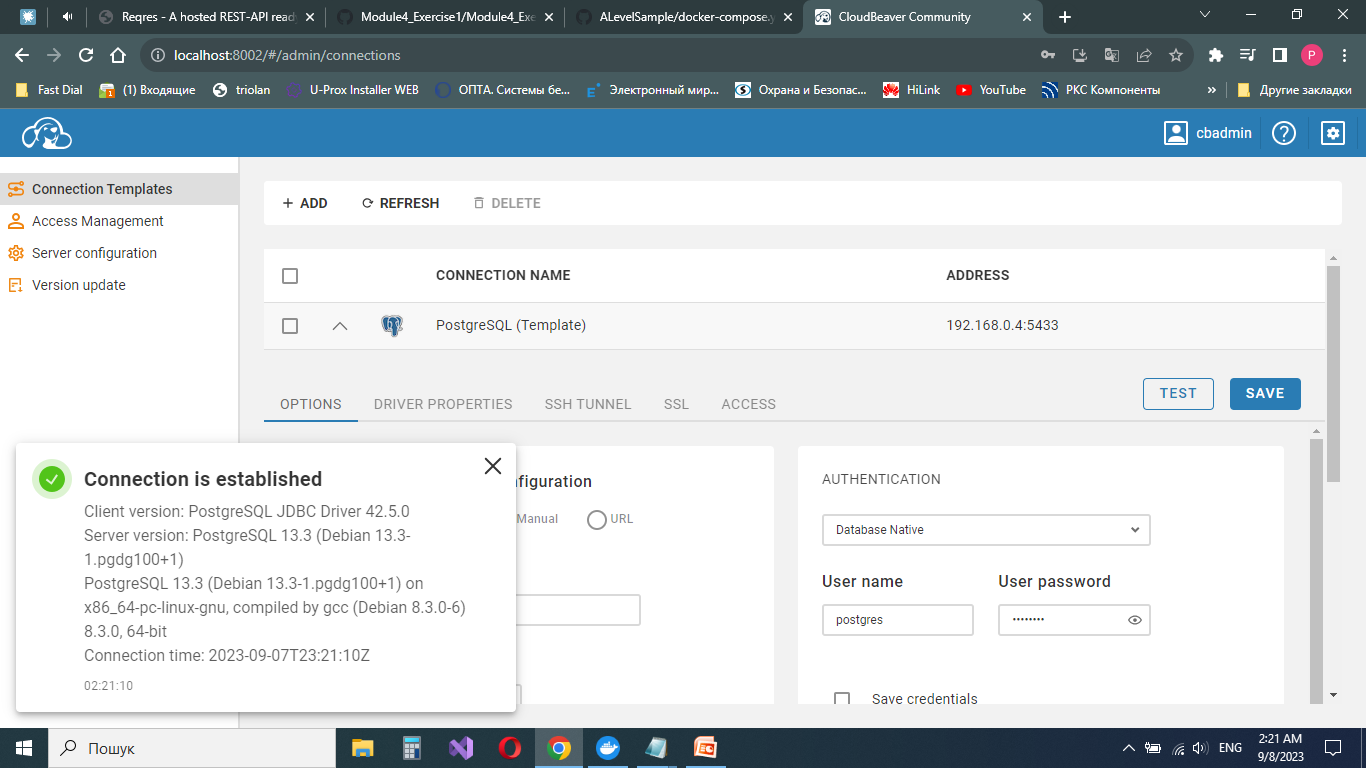 Reqres - A hosted REST-API read
Module4_Exercise1/Module4_Exe
ALevelSample/docker-compose.y
CloudBeaver Community
localhost:8002/#/admin/connections
P
Fast Dial
(1) Входящие
triolan
U-Prox Installer WEB
ОПТА. Системы бе...
Электронный мир...
Охрана и Безопас...
HiLink
YouTube
РКС Компоненты
»
Другие закладки
cbadmin
Connection Templates
Access Management
Server configuration
Version update
+ ADD
REFRESH
DELETE
CONNECTION NAME
ADDRESS
PostgreSQL (Template)
192.168.0.4:5433
OPTIONS
DRIVER PROPERTIES
SSH TUNNEL
SSL
ACCESS
TEST
SAVE
Connection is established
Client version: PostgreSQL JDBC Driver 42.5.0
Server version: PostgreSQL 13.3 (Debian 13.3-
1.pgdg100+1)
PostgreSQL 13.3 (Debian 13.3-1.pgdg100+1) on
x86_64-pc-linux-gnu, compiled by gcc (Debian 8.3.0-6)
8.3.0, 64-bit
Connection time: 2023-09-07T23:21:10Z
02:21:10
figuration
Manual
URL
AUTHENTICATION
Database Native
User name
User password
postgres
••••••••
Save credentials
Пошук
ENG
2:21 AM
9/8/2023